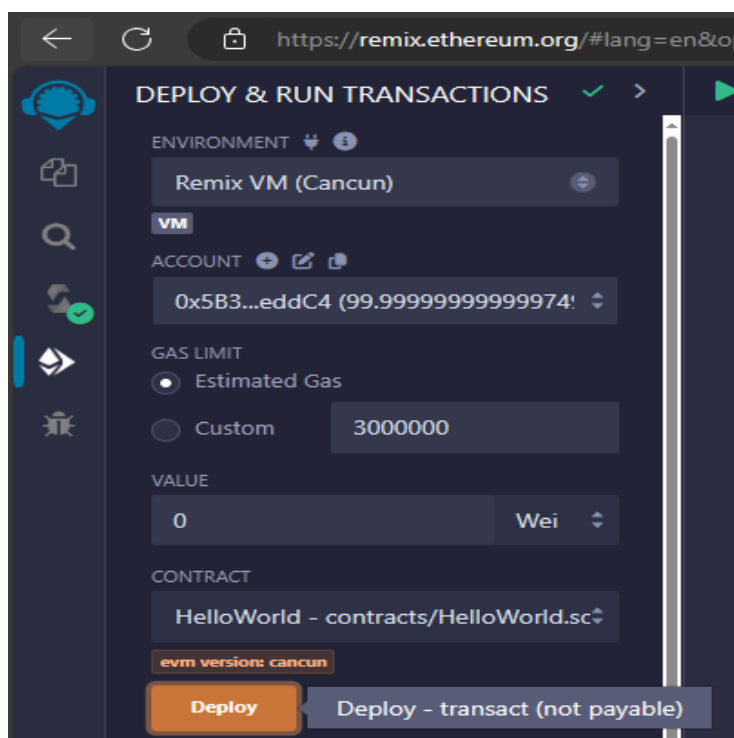 https://remix.ethereum.org/#lang=en&o
DEPLOY & RUN TRANSACTIONS
ENVIRONMENT
Remix VM (Cancun)
VM
ACCOUNT
0x5B3...eddC4 (99.99999999999974
GAS LIMIT
Estimated Gas
Custom 3000000
VALUE
0 Wei
CONTRACT
HelloWorld - contracts/HelloWorld.sc
evm version: cancun
Deploy Deploy - transact (not payable)